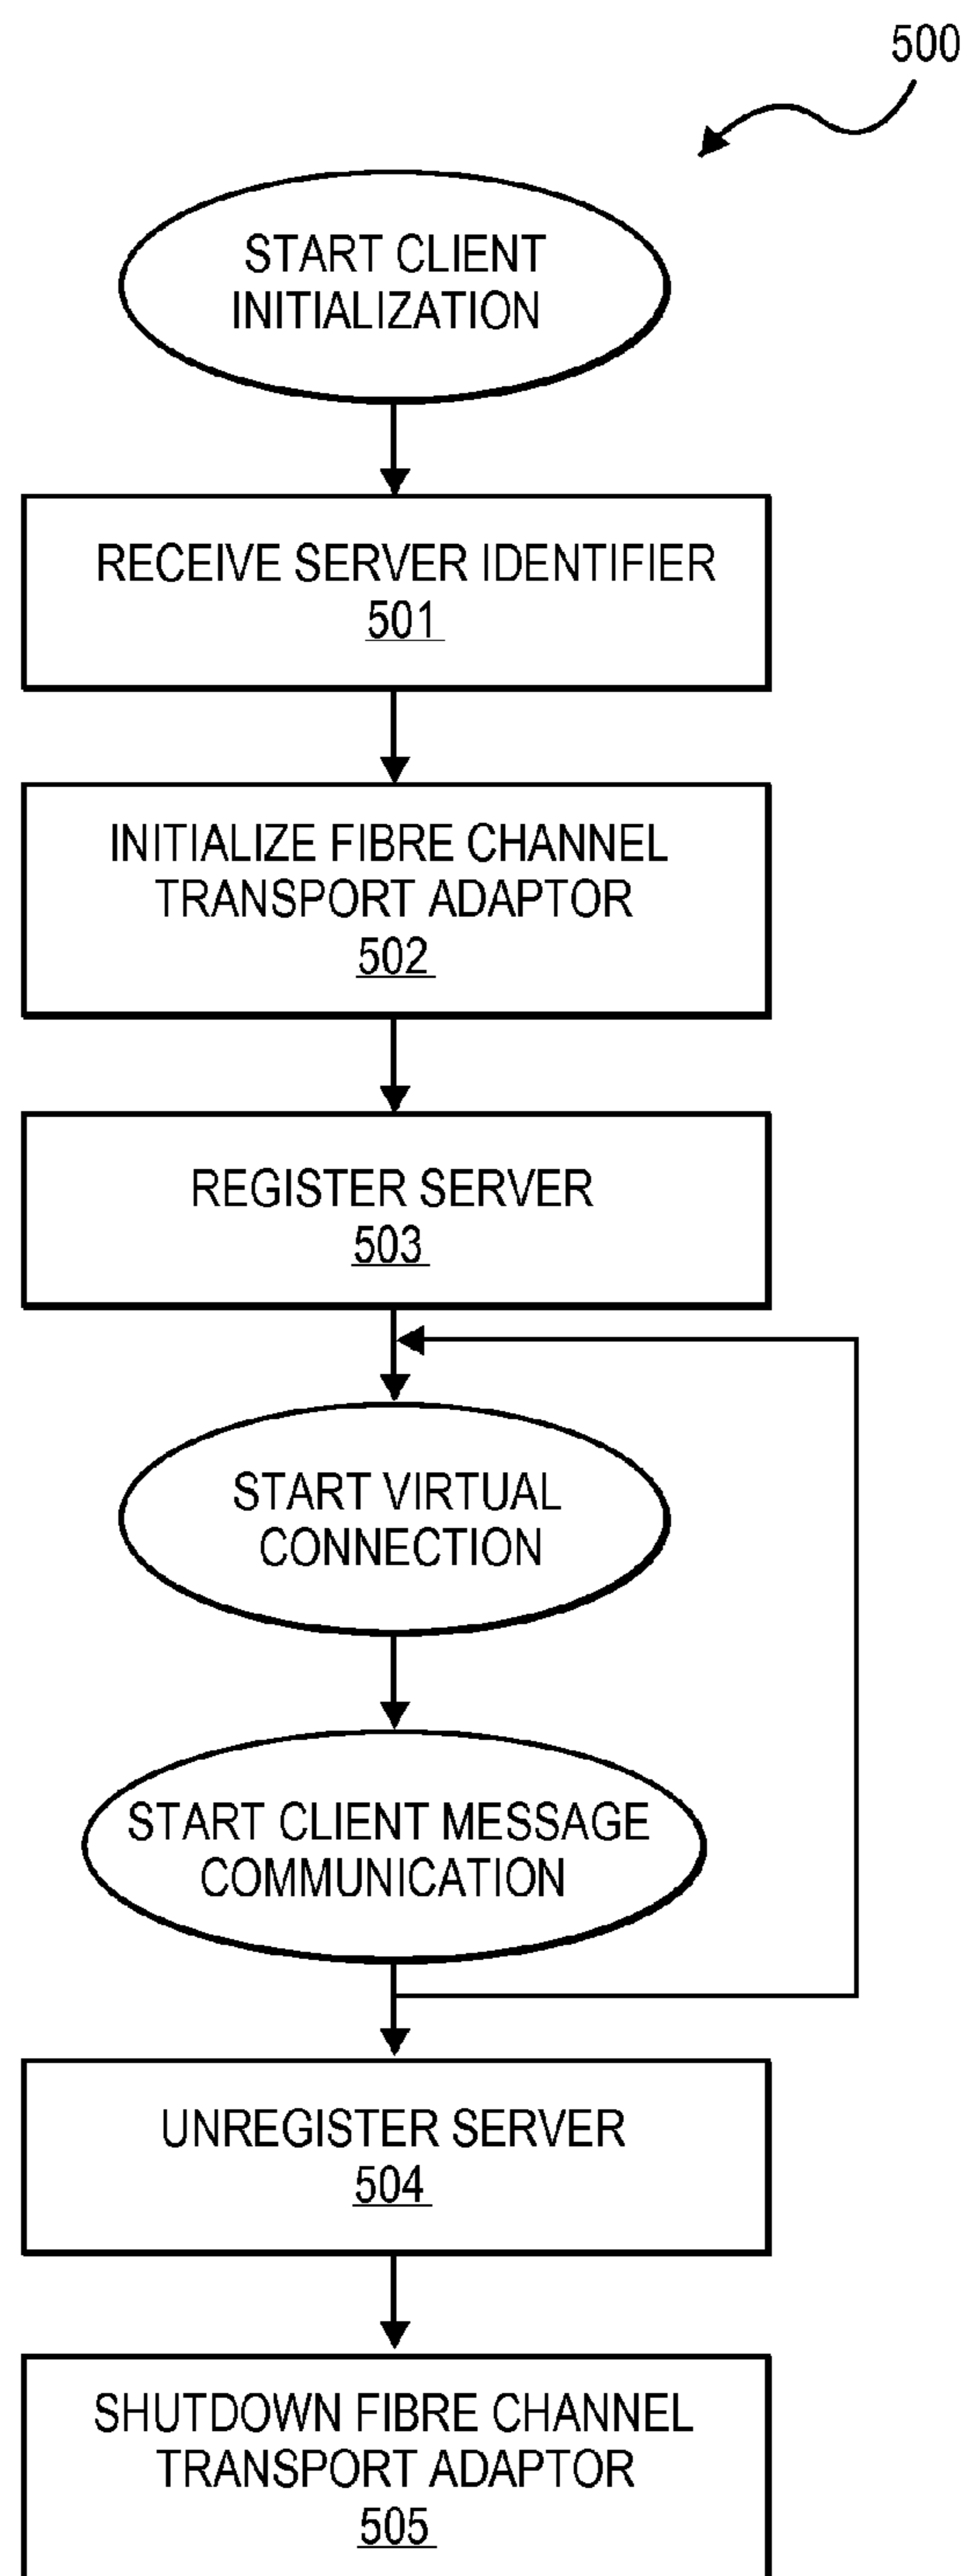 500
START CLIENT
INITIALIZATION
RECEIVE SERVER IDENTIFIER
501
INITIALIZE FIBRE CHANNEL
TRANSPORT ADAPTOR
502
REGISTER SERVER
503
START VIRTUAL
CONNECTION
START CLIENT MESSAGE
COMMUNICATION
UNREGISTER SERVER
504
SHUTDOWN FIBRE CHANNEL
TRANSPORT ADAPTOR
505